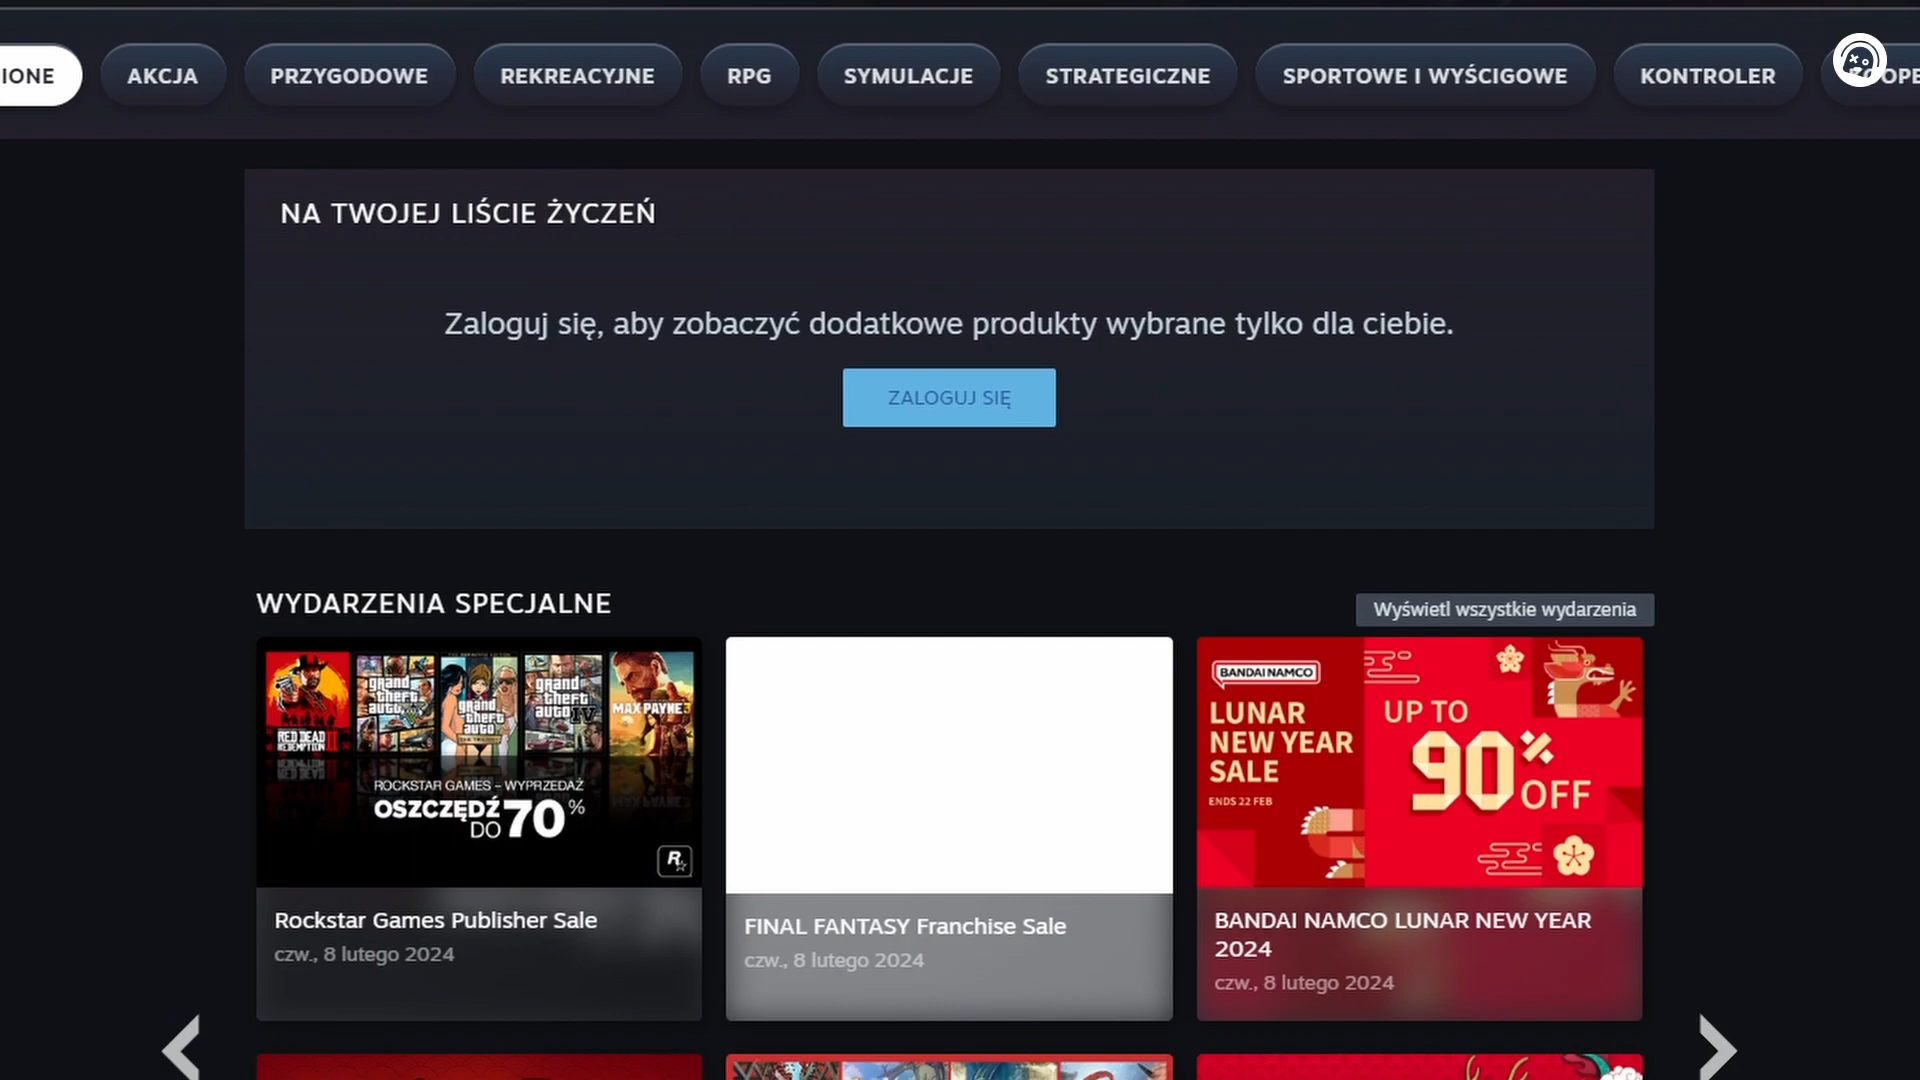 IONE
AKCJA
PRZYGODOWE
REKREACYJNE
RPG
SYMULACJE
STRATEGICZNE
SPORTOWE I WYŚCIGOWE
KONTROLER
NA TWOJEJ LIŚCIE ŻYCZEŃ
Zaloguj się, aby zobaczyć dodatkowe produkty wybrane tylko dla ciebie.
ZALOGUJ SIĘ
WYDARZENIA SPECJALNE
Wyświetl wszystkie wydarzenia
RED DEAD
REDEMPTION II
grand
theft
auto V
grand
theft
auto
grand
theft
auto IV
MAX PAYNE 3
ROCKSTAR GAMES – WYPRZEDAŻ
OSZCZĘDŹ
DO 70 %
R
Rockstar Games Publisher Sale
czw., 8 lutego 2024
FINAL FANTASY Franchise Sale
czw., 8 lutego 2024
BANDAI NAMCO
LUNAR
NEW YEAR
SALE
ENDS 22 FEB
UP TO
90%
OFF
BANDAI NAMCO LUNAR NEW YEAR
2024
czw., 8 lutego 2024